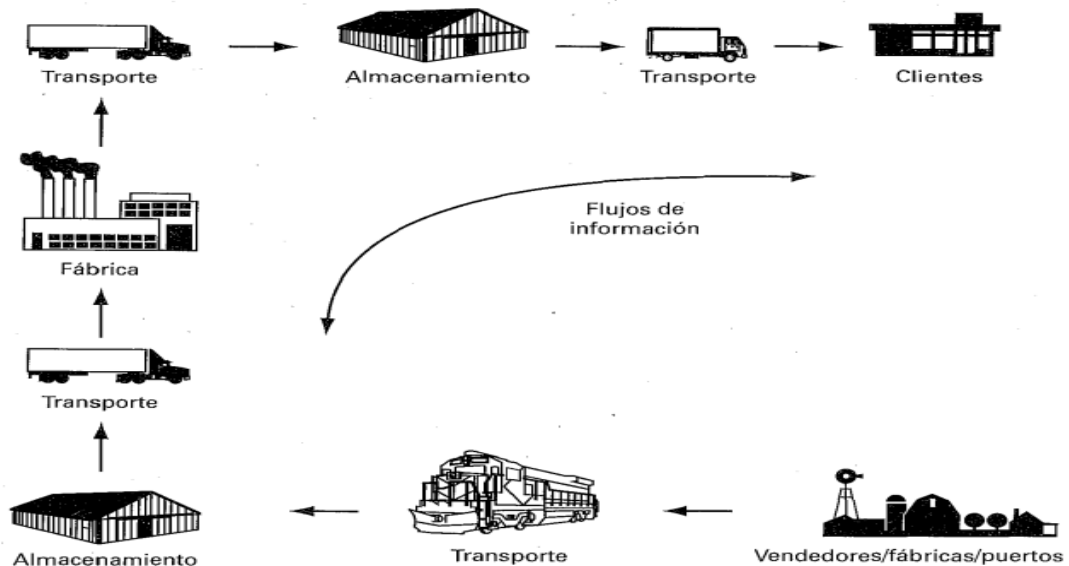 Transporte
Almacenamiento
Transporte
Clientes
Flujos de
información
Fábrica
Transporte
Almacenamiento
Transporte
Vendedores/fábricas/puertos